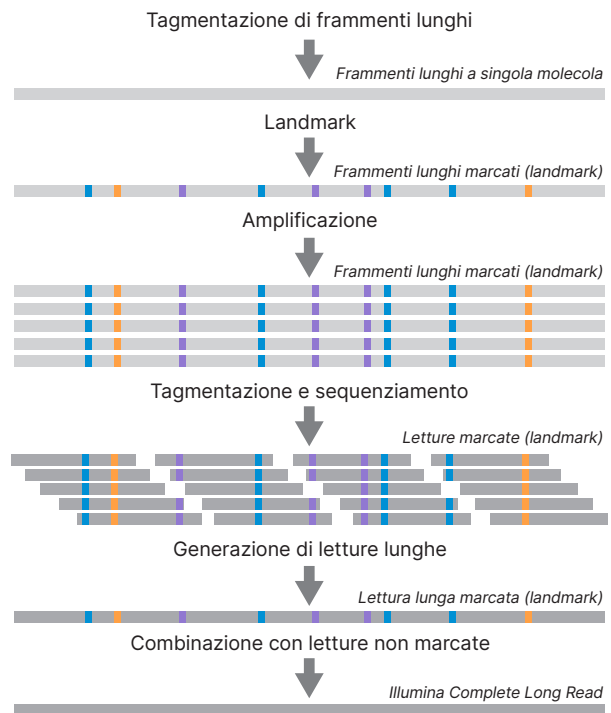 Tagmentazione di frammenti lunghi
Frammenti lunghi a singola molecola
Landmark
Frammenti lunghi marcati (landmark)
Amplificazione
Frammenti lunghi marcati (landmark)
Tagmentazione e sequenziamento
Letture marcate (landmark)
Generazione di letture lunghe
Lettura lunga marcata (landmark)
Combinazione con letture non marcate
Illumina Complete Long Read